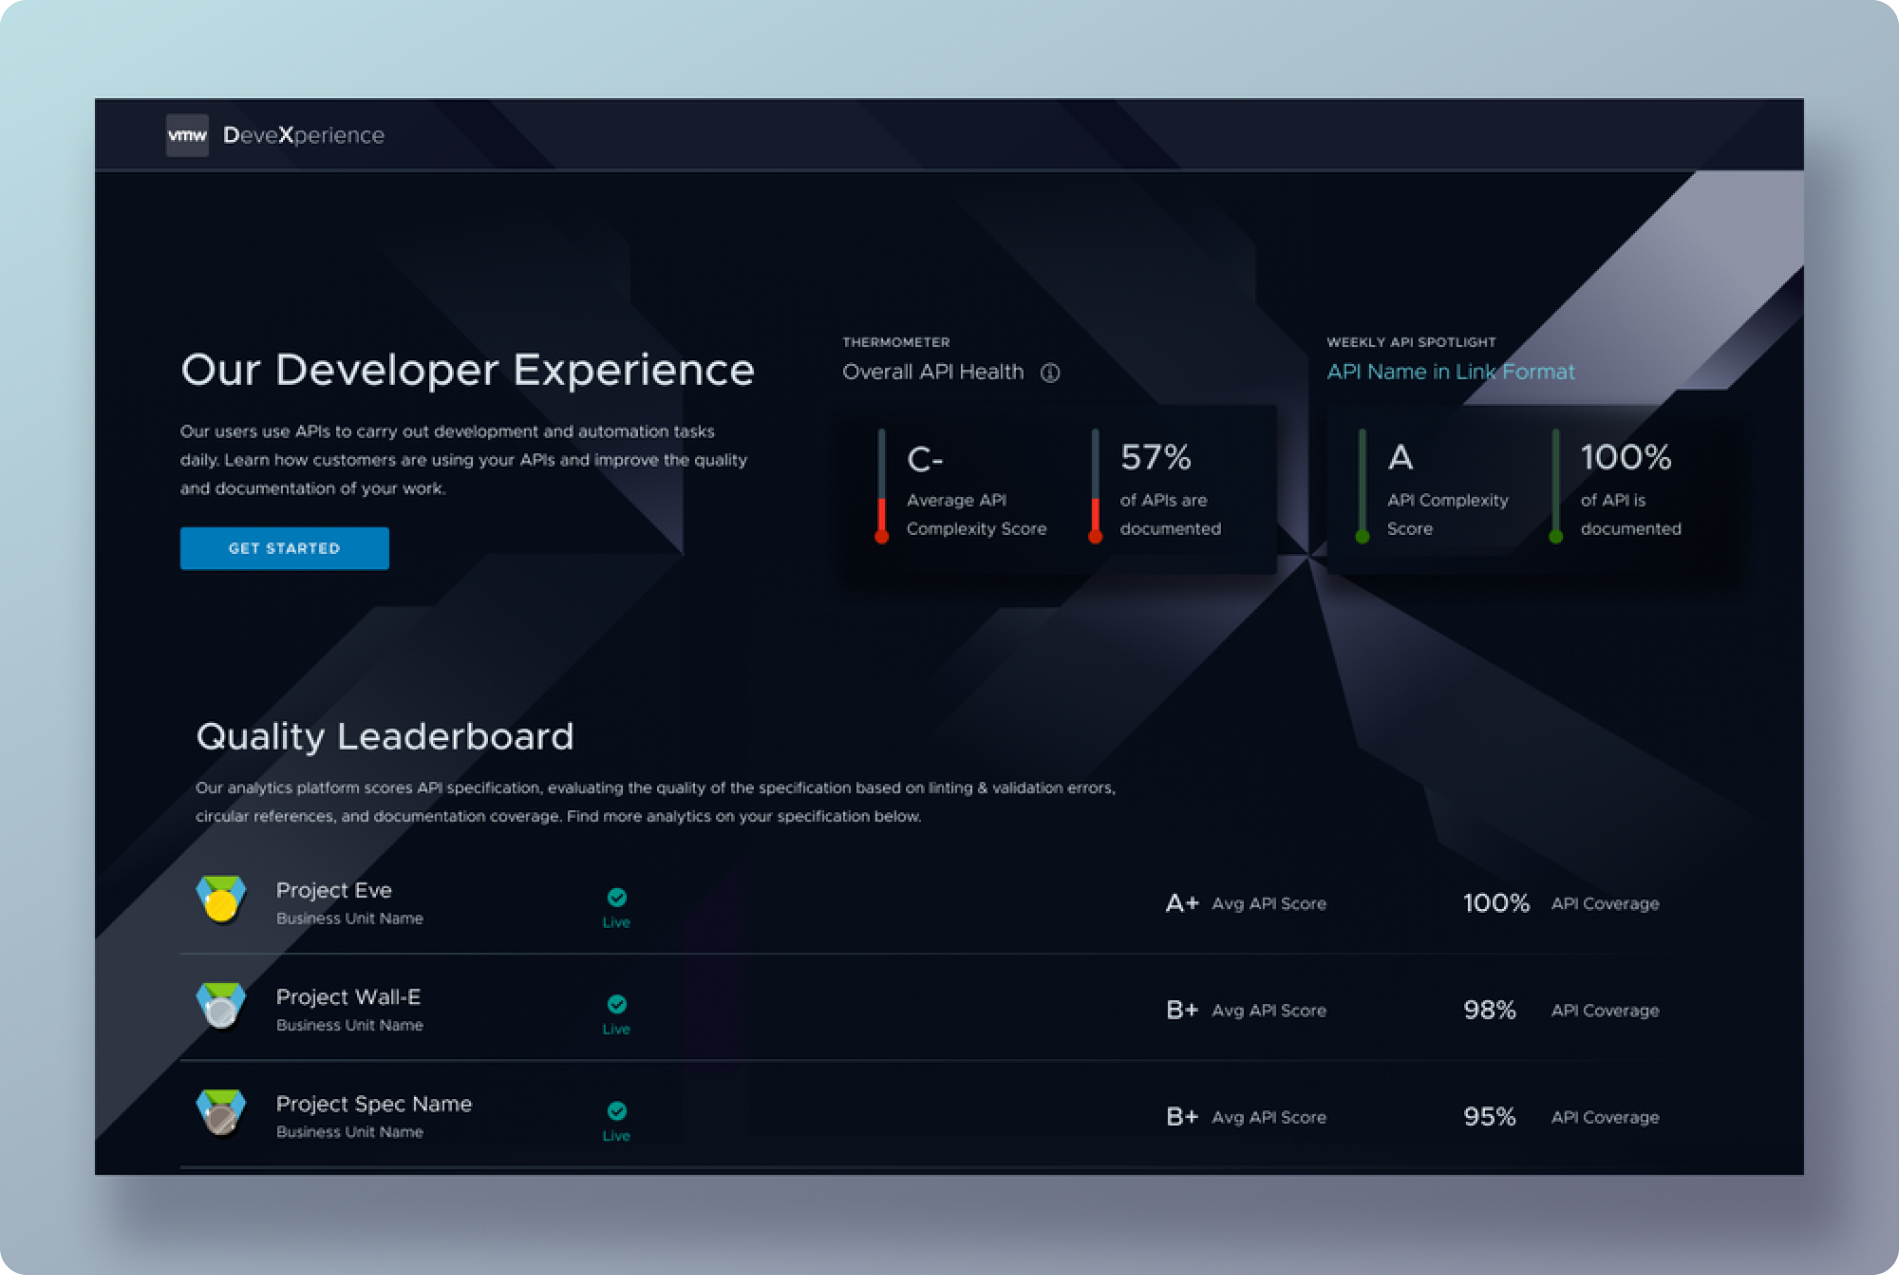 vmw DeveXperience
Our Developer Experience
Our users use APIs to carry out development and automation tasks
daily. Learn how customers are using your APIs and improve the quality
and documentation of your work.
GET STARTED
THERMOMETER
Overall API Health
C-
Average API
Complexity Score
57%
of APIs are
documented
WEEKLY API SPOTLIGHT
API Name in Link Format
A
API Complexity
Score
100%
of API is
documented
Quality Leaderboard
Our analytics platform scores API specification, evaluating the quality of the specification based on linting & validation errors,
circular references, and documentation coverage. Find more analytics on your specification below.
Project Eve
Business Unit Name
Live
A+ Avg API Score
100% API Coverage
Project Wall-E
Business Unit Name
Live
B+ Avg API Score
98% API Coverage
Project Spec Name
Business Unit Name
Live
B+ Avg API Score
95% API Coverage